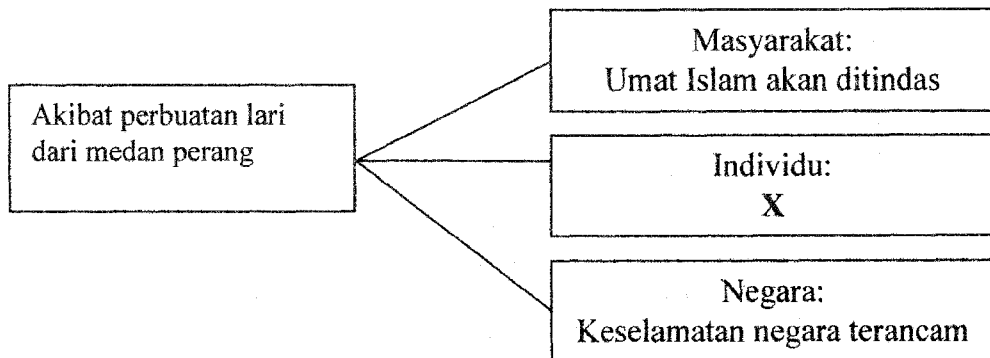 Akibat perbuatan lari
dari medan perang
Masyarakat:
Umat Islam akan ditindas
Individu:
X
Negara:
Keselamatan negara terancam